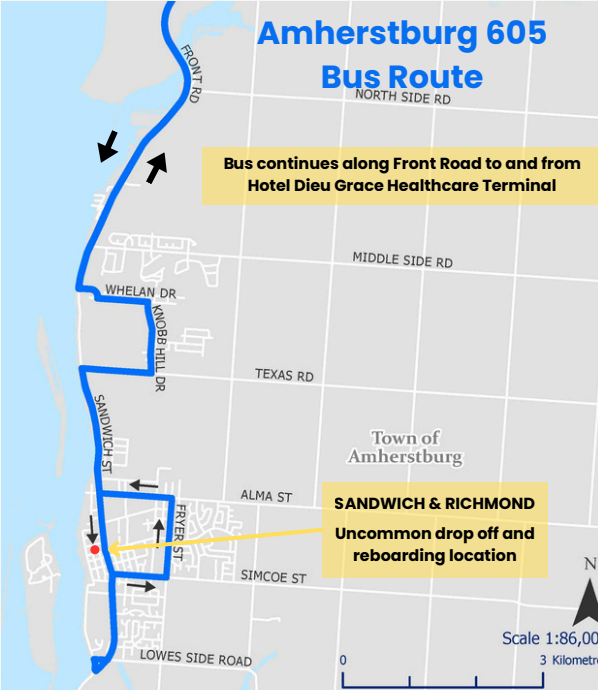 Amherstburg 605
Bus Route
FRONT RD
NORTH SIDE RD
Bus continues along Front Road to and from
Hotel Dieu Grace Healthcare Terminal
MIDDLE SIDE RD
WHELAN DR
KNOBB HILL DR
TEXAS RD
SANDWICH ST
Town of
Amherstburg
ALMA ST
SANDWICH & RICHMOND
Uncommon drop off and
reboarding location
FRYER ST
SIMCOE ST
N
Scale 1:86,00
LOWES SIDE ROAD
0
3 Kilometre